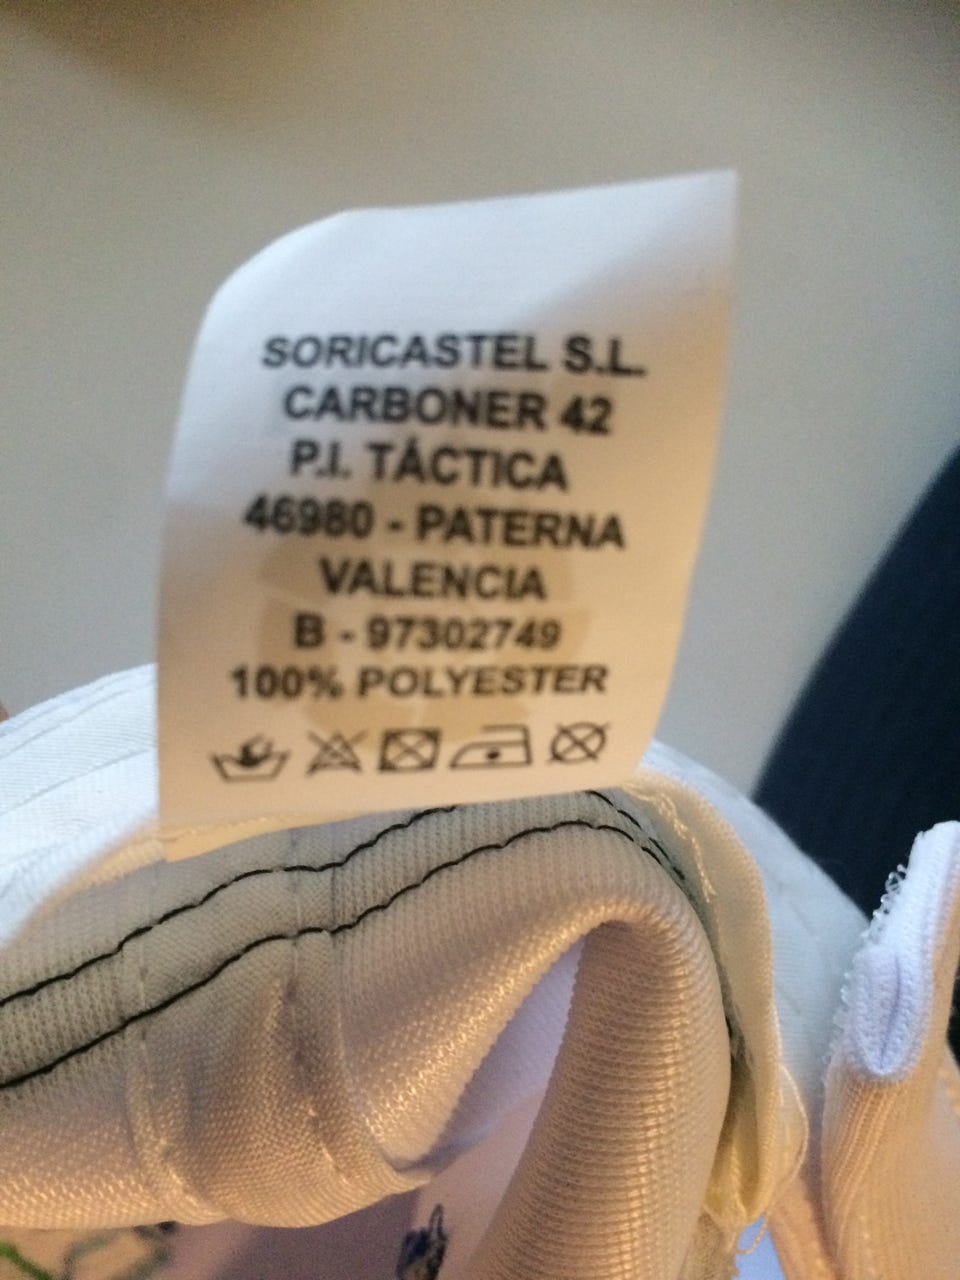 SORICASTEL S.L.
CARBONER 42
P.I. TÁCTICA
46980 - PATERNA
VALENCIA
B - 97302749
100% POLYESTER